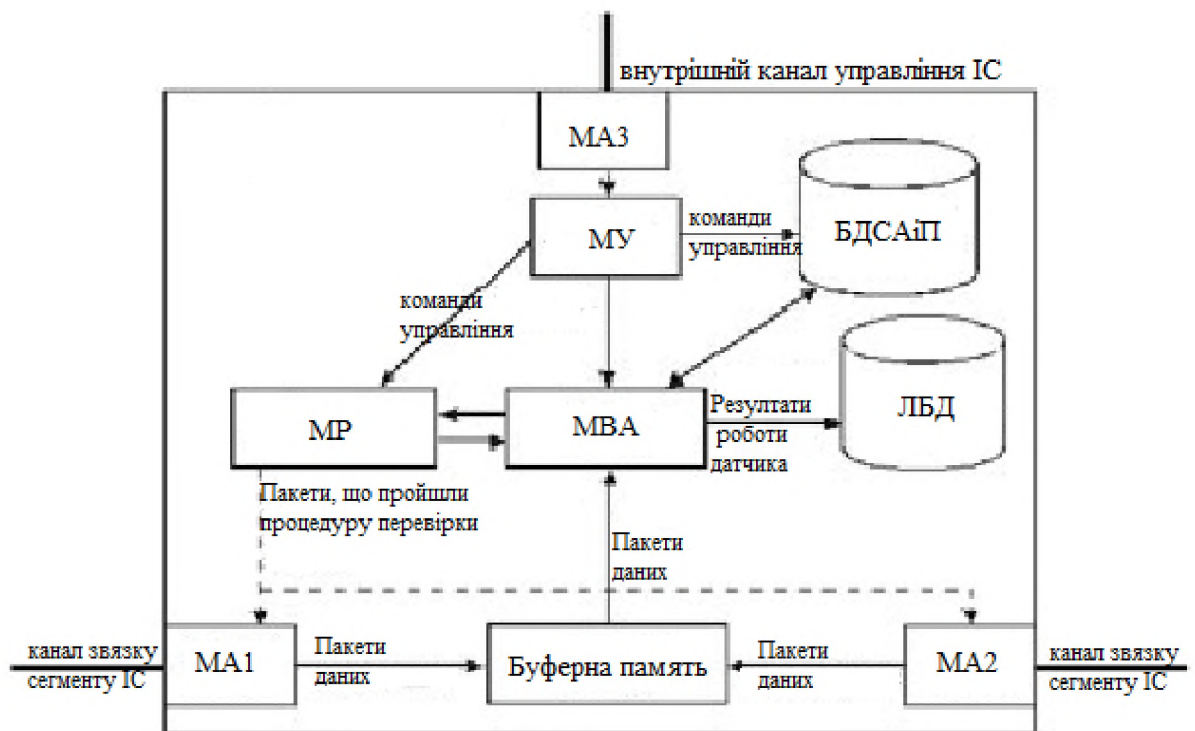 внутрішній канал управління ІС
МА3
МУ
команди
управління
БДСАіП
команди
управління
МР
МВА
Резултати
роботи
датчика
ЛБД
Пакети, що пройшли
процедуру перевірки
Пакети
даних
канал звязку
сегменту ІС
МА1
Пакети
даних
Буферна память
Пакети
даних
МА2
канал звязку
сегменту ІС